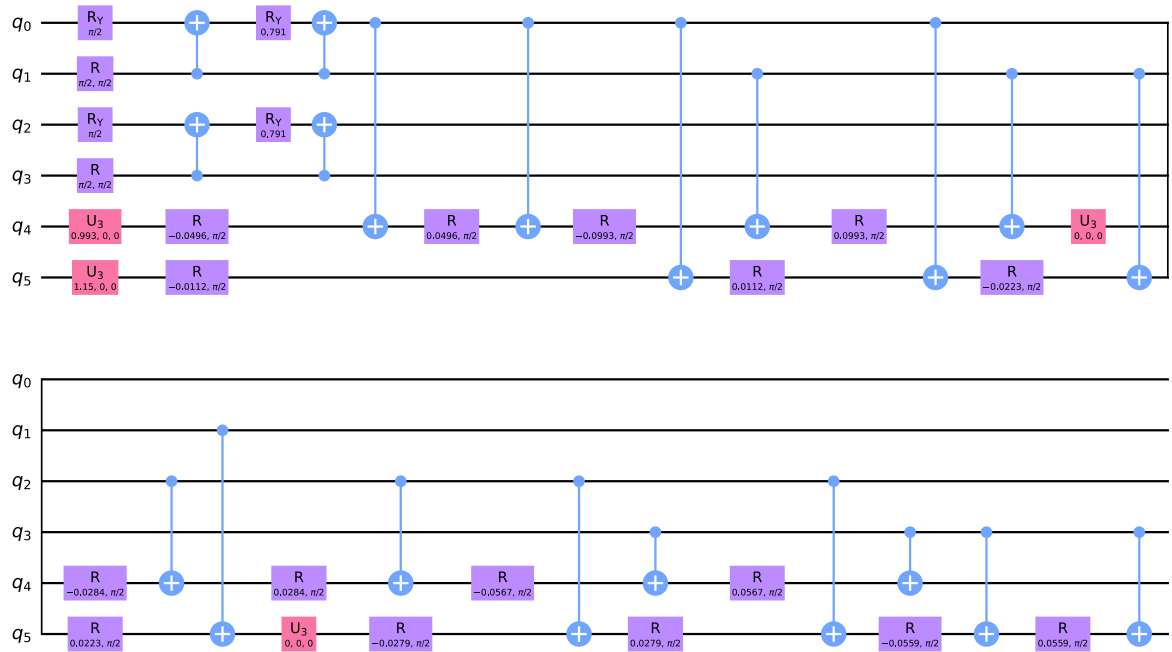 q0 RY π/2 RY 0.791
q1 R π/2, π/2
q2 RY π/2 RY 0.791
q3 R π/2, π/2
q4 U3 0.993, 0, 0 R −0.0496, π/2 R 0.0496, π/2 R −0.0993, π/2 R 0.0993, π/2 U3 0, 0, 0
q5 U3 1.15, 0, 0 R −0.0112, π/2 R 0.0112, π/2 R −0.0223, π/2
q0
q1
q2
q3
q4 R −0.0284, π/2 R 0.0284, π/2 R −0.0567, π/2 R 0.0567, π/2
q5 R 0.0223, π/2 U3 0, 0, 0 R −0.0279, π/2 R 0.0279, π/2 R −0.0559, π/2 R 0.0559, π/2